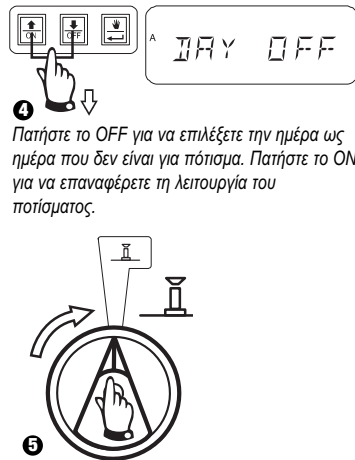 ON OFF
A DAY OFF
4
Πατήστε το OFF για να επιλέξετε την ημέρα ως
ημέρα που δεν είναι για πότισμα. Πατήστε το ON
για να επαναφέρετε τη λειτουργία του
ποτίσματος.
5